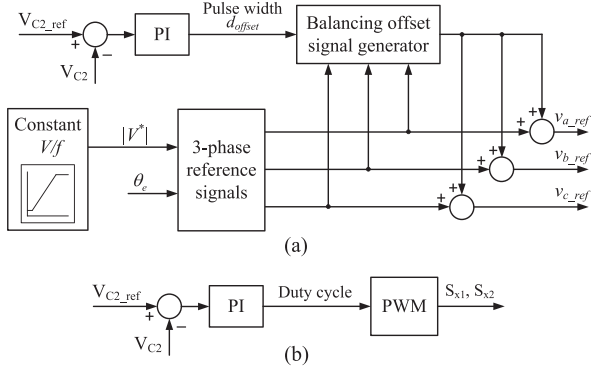 V_C2_ref
+
−
V_C2
PI
Pulse width
d_offset
Balancing offset
signal generator
Constant
V/f
|V*|
θ_e
3-phase
reference
signals
+ +
v_a_ref
+ +
v_b_ref
+ +
v_c_ref
(a)
V_C2_ref
+
−
V_C2
PI
Duty cycle
PWM
S_x1, S_x2
(b)